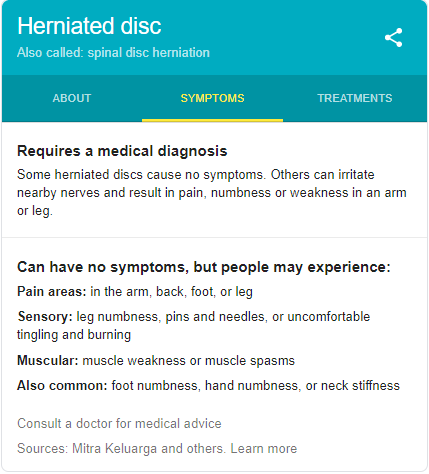 Herniated disc
Also called: spinal disc herniation
ABOUT SYMPTOMS TREATMENTS
Requires a medical diagnosis
Some herniated discs cause no symptoms. Others can irritate
nearby nerves and result in pain, numbness or weakness in an arm
or leg.
Can have no symptoms, but people may experience:
Pain areas: in the arm, back, foot, or leg
Sensory: leg numbness, pins and needles, or uncomfortable
tingling and burning
Muscular: muscle weakness or muscle spasms
Also common: foot numbness, hand numbness, or neck stiffness
Consult a doctor for medical advice
Sources: Mitra Keluarga and others. Learn more